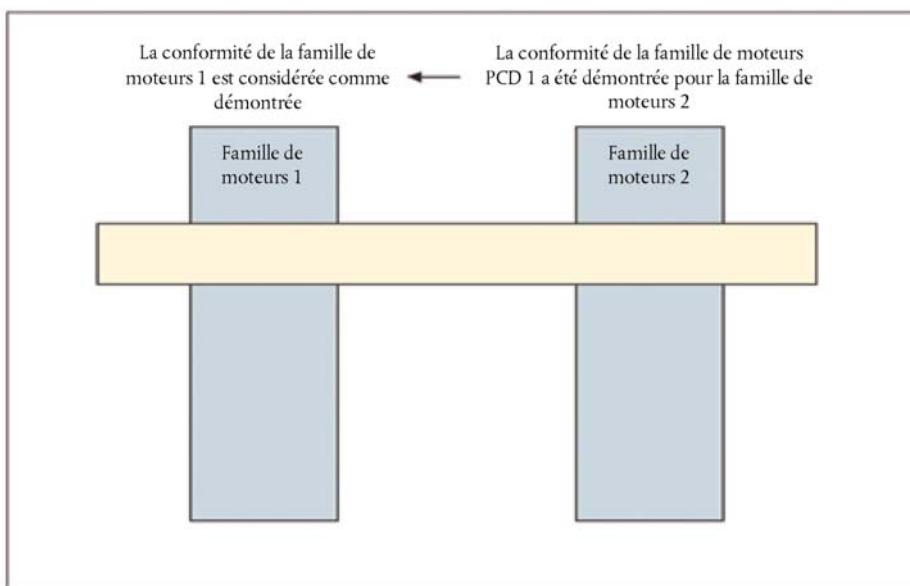 La conformité de la famille de
moteurs 1 est considérée comme
démontrée
La conformité de la famille de moteurs
PCD 1 a été démontrée pour la famille de
moteurs 2
Famille de
moteurs 1
Famille de
moteurs 2